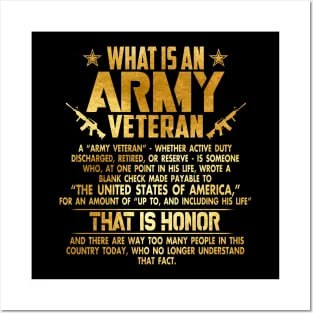 WHAT IS AN
ARMY
VETERAN
A "ARMY VETERAN" - WHETHER ACTIVE DUTY
DISCHARGED, RETIRED, OR RESERVE - IS SOMEONE
WHO, AT ONE POINT IN HIS LIFE, WROTE A
BLANK CHECK MADE PAYABLE TO
"THE UNITED STATES OF AMERICA,"
FOR AN AMOUNT OF "UP TO, AND INCLUDING HIS LIFE"
THAT IS HONOR
AND THERE ARE WAY TOO MANY PEOPLE IN THIS
COUNTRY TODAY, WHO NO LONGER UNDERSTAND
THAT FACT.